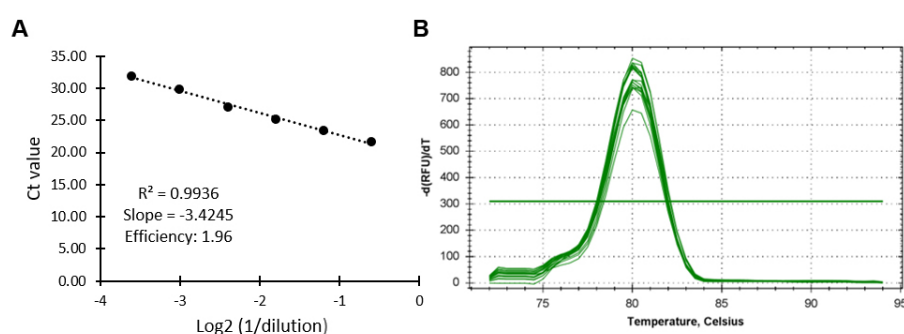 A
35.00
30.00
25.00
20.00
15.00
10.00
5.00
0.00
Ct value
R² = 0.9936
Slope = -3.4245
Efficiency: 1.96
-4 -3 -2 -1 0
Log2 (1/dilution)
B
800
700
600
500
400
300
200
100
0
-d(RFU)/dT
75 80 85 90 95
Temperature, Celsius